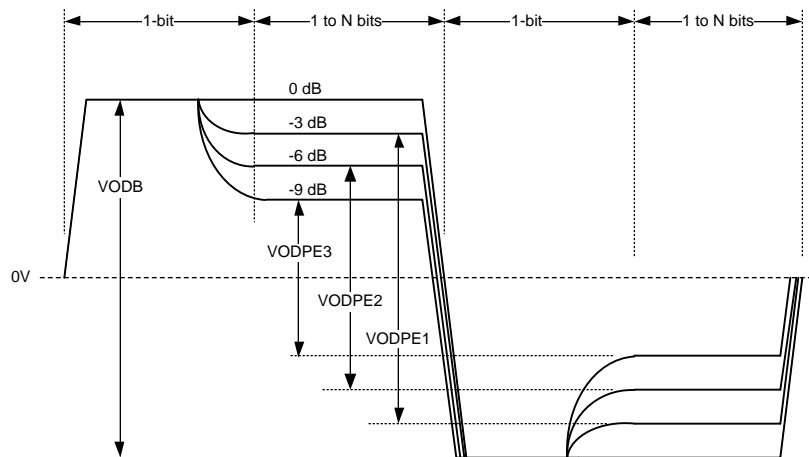 1-bit 1 to N bits 1-bit 1 to N bits
0 dB
-3 dB
-6 dB
VODB
-9 dB
VODPE3
0V
VODPE2
VODPE1